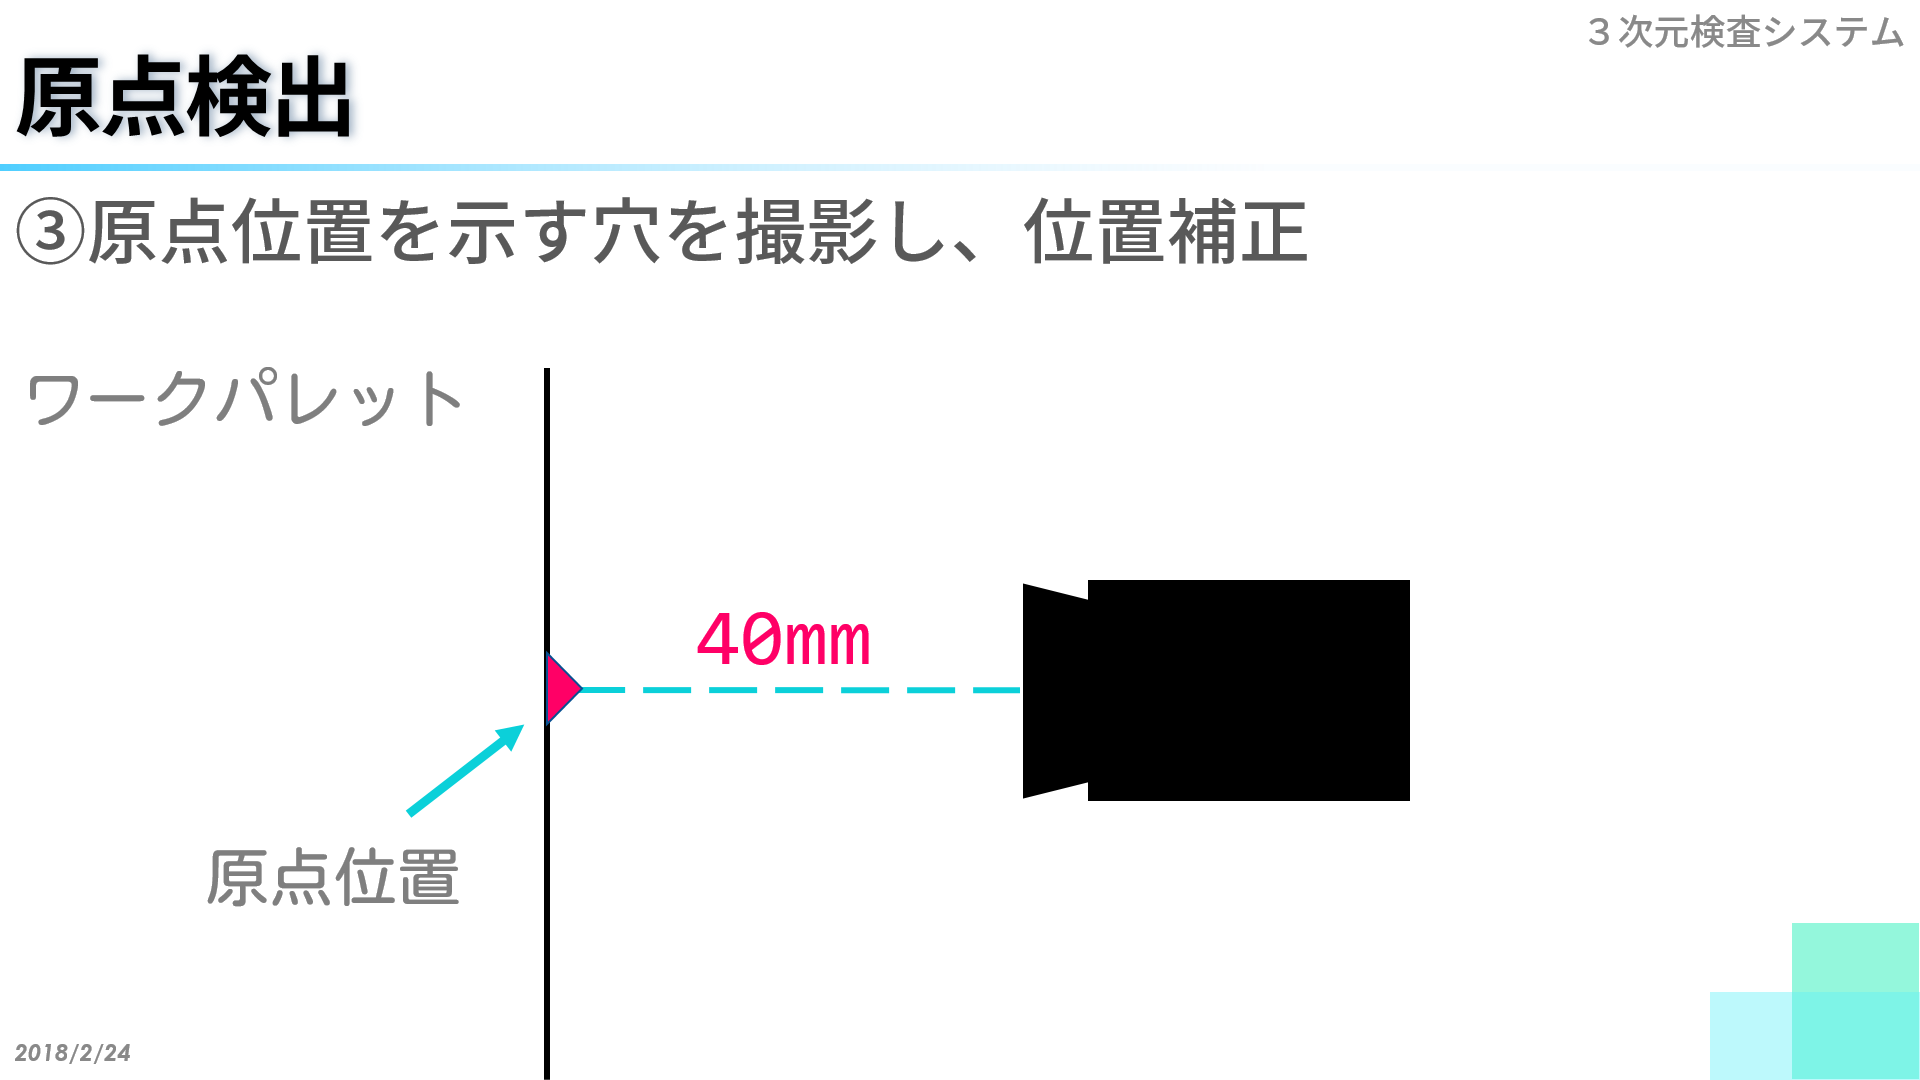 ３次元検査システム
原点検出
③原点位置を示す穴を撮影し、位置補正
ワークパレット
40mm
原点位置
2018/2/24